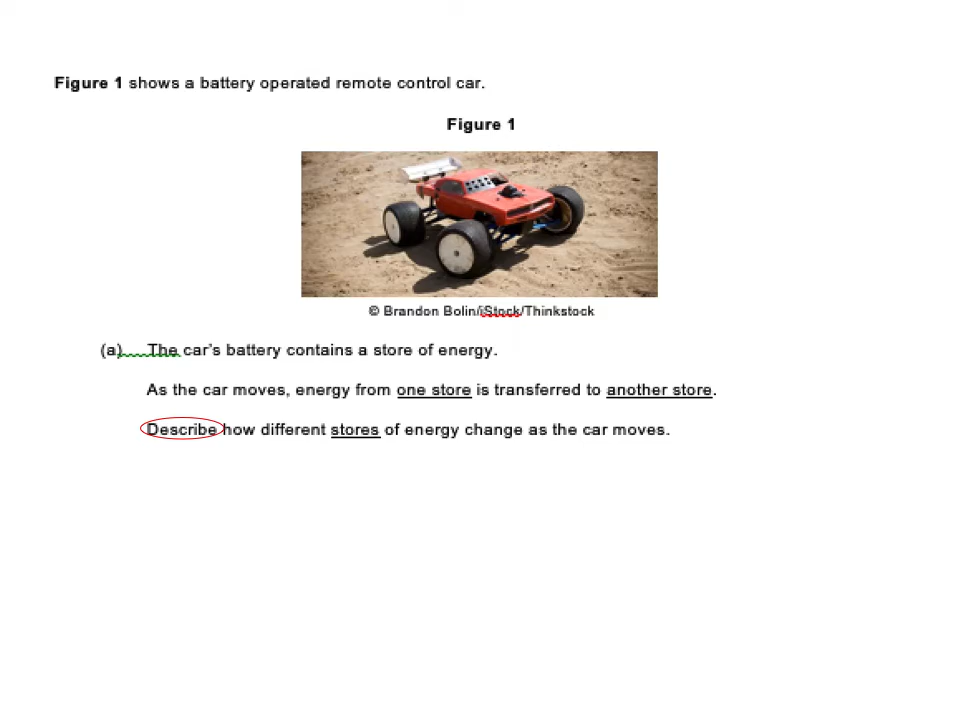 Figure 1 shows a battery operated remote control car.
Figure 1
© Brandon Bolin/iStock/Thinkstock
(a) The car's battery contains a store of energy.
As the car moves, energy from one store is transferred to another store.
Describe how different stores of energy change as the car moves.